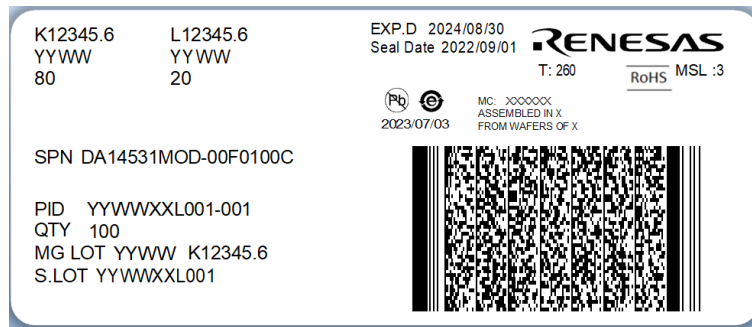 K12345.6 L12345.6
YYWW YYWW
80 20
EXP.D 2024/08/30
Seal Date 2022/09/01
RENESAS
T: 260 RoHS MSL :3
Pb e
2023/07/03
MC: XXXXXX
ASSEMBLED IN X
FROM WAFERS OF X
SPN DA14531MOD-00F0100C
PID YYWWXXL001-001
QTY 100
MG LOT YYWW K12345.6
S.LOT YYWWXXL001